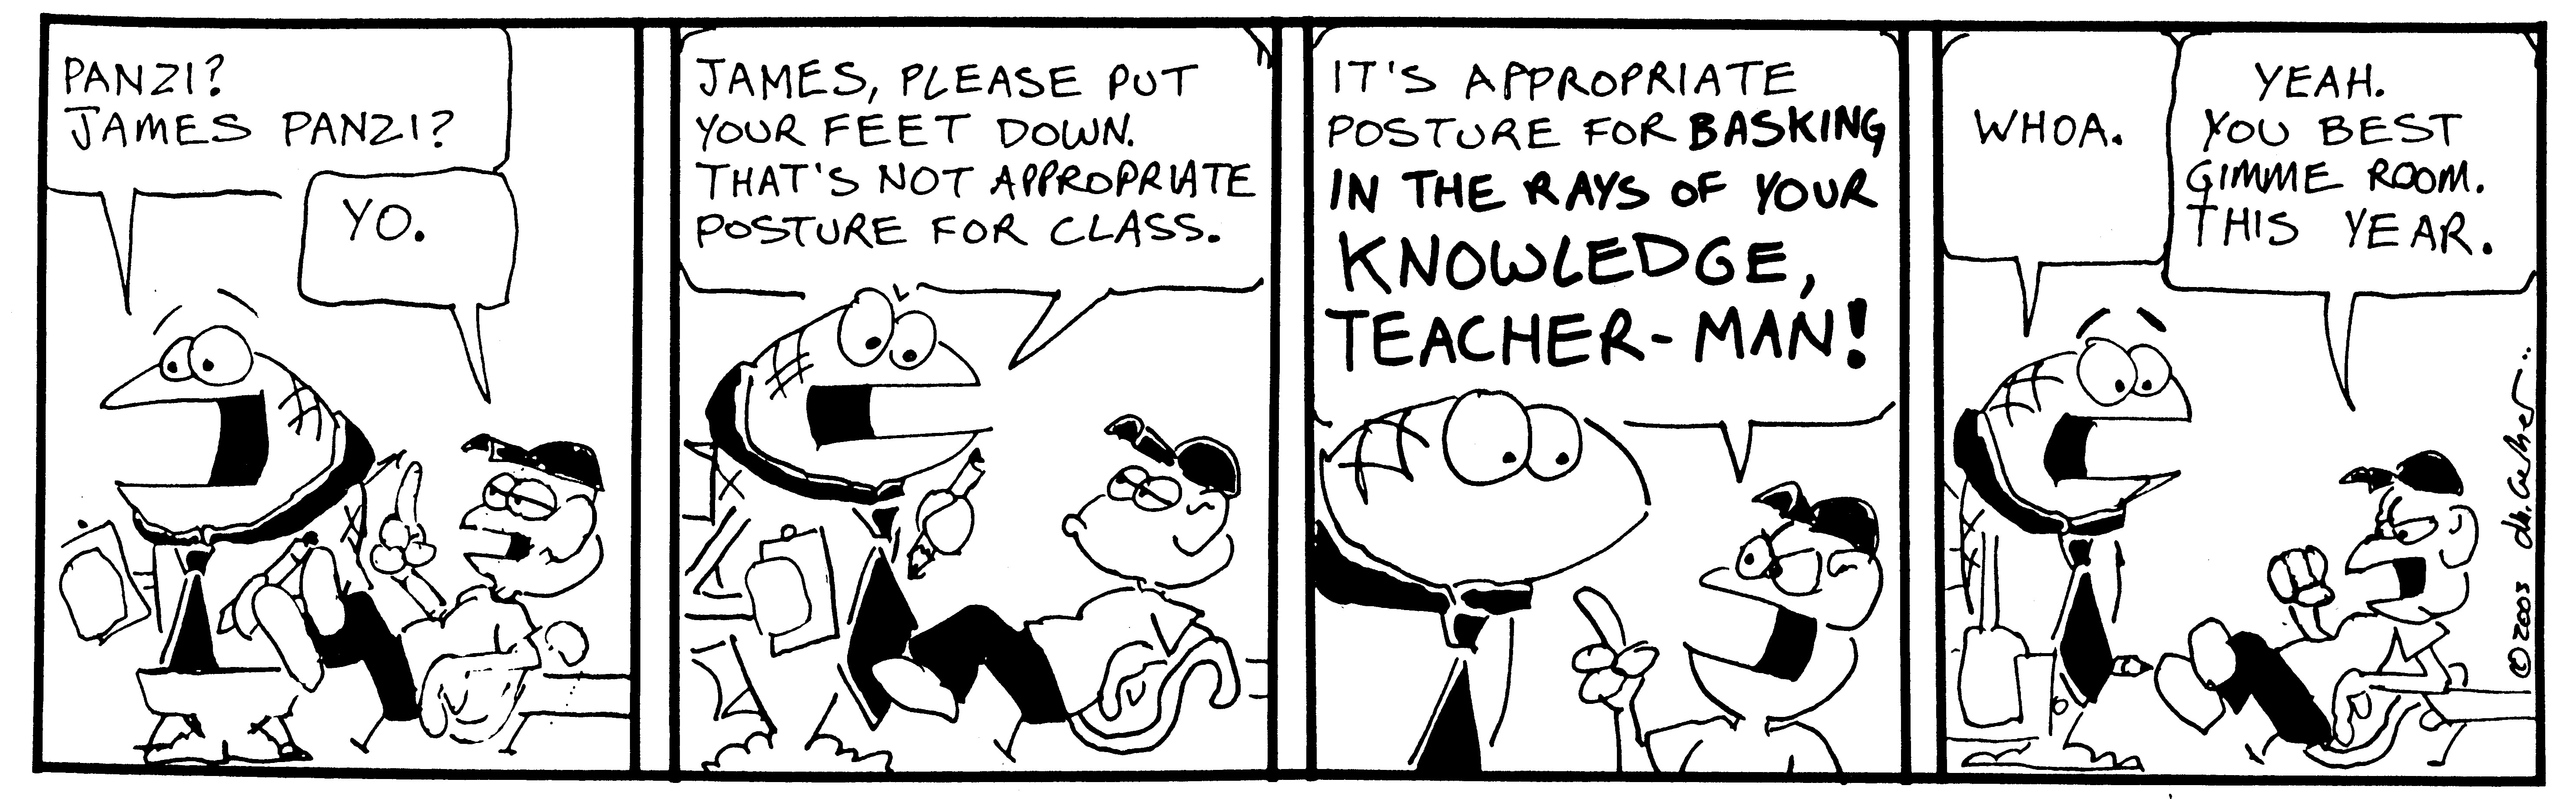 PANZI?
JAMES PANZI?
YO.
JAMES, PLEASE PUT
YOUR FEET DOWN.
THAT'S NOT APPROPRIATE
POSTURE FOR CLASS.
IT'S APPROPRIATE
POSTURE FOR BASKING
IN THE RAYS OF YOUR
KNOWLEDGE,
TEACHER-MAN!
WHOA.
YEAH.
YOU BEST
GIMME ROOM.
THIS YEAR.
©2003